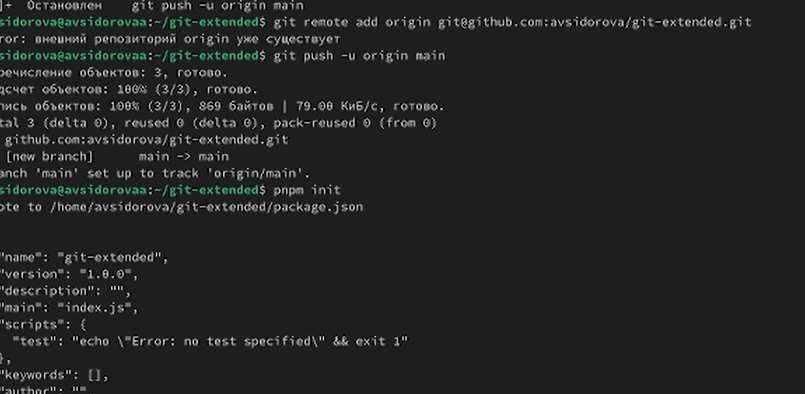 ]+  Остановлен    git push -u origin main
sidorova@avsidorovaa:~/git-extended$ git remote add origin git@github.com:avsidorova/git-extended.git
ror: внешний репозиторий origin уже существует
sidorova@avsidorovaa:~/git-extended$ git push -u origin main
речисление объектов: 3, готово.
дсчет объектов: 100% (3/3), готово.
пись объектов: 100% (3/3), 869 байтов | 79.00 КиБ/с, готово.
tal 3 (delta 0), reused 0 (delta 0), pack-reused 0 (from 0)
github.com:avsidorova/git-extended.git
[new branch]      main -> main
anch 'main' set up to track 'origin/main'.
sidorova@avsidorovaa:~/git-extended$ pnpm init
ote to /home/avsidorova/git-extended/package.json
"name": "git-extended",
"version": "1.0.0",
"description": "",
"main": "index.js",
"scripts": {
"test": "echo \"Error: no test specified\" && exit 1"
},
"keywords": [],
"author": "",